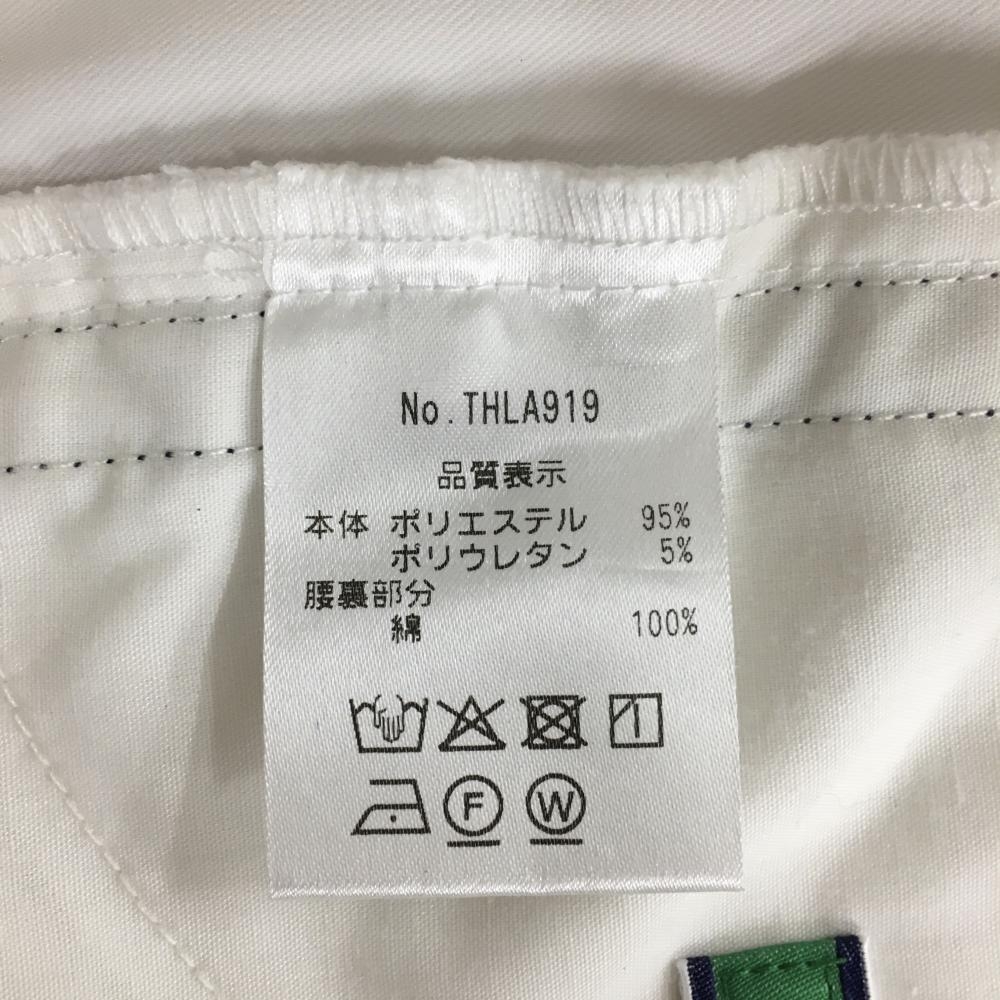 No.THLA919
品質表示
本体 ポリエステル 95%
ポリウレタン 5%
腰裏部分
綿 100%
F W